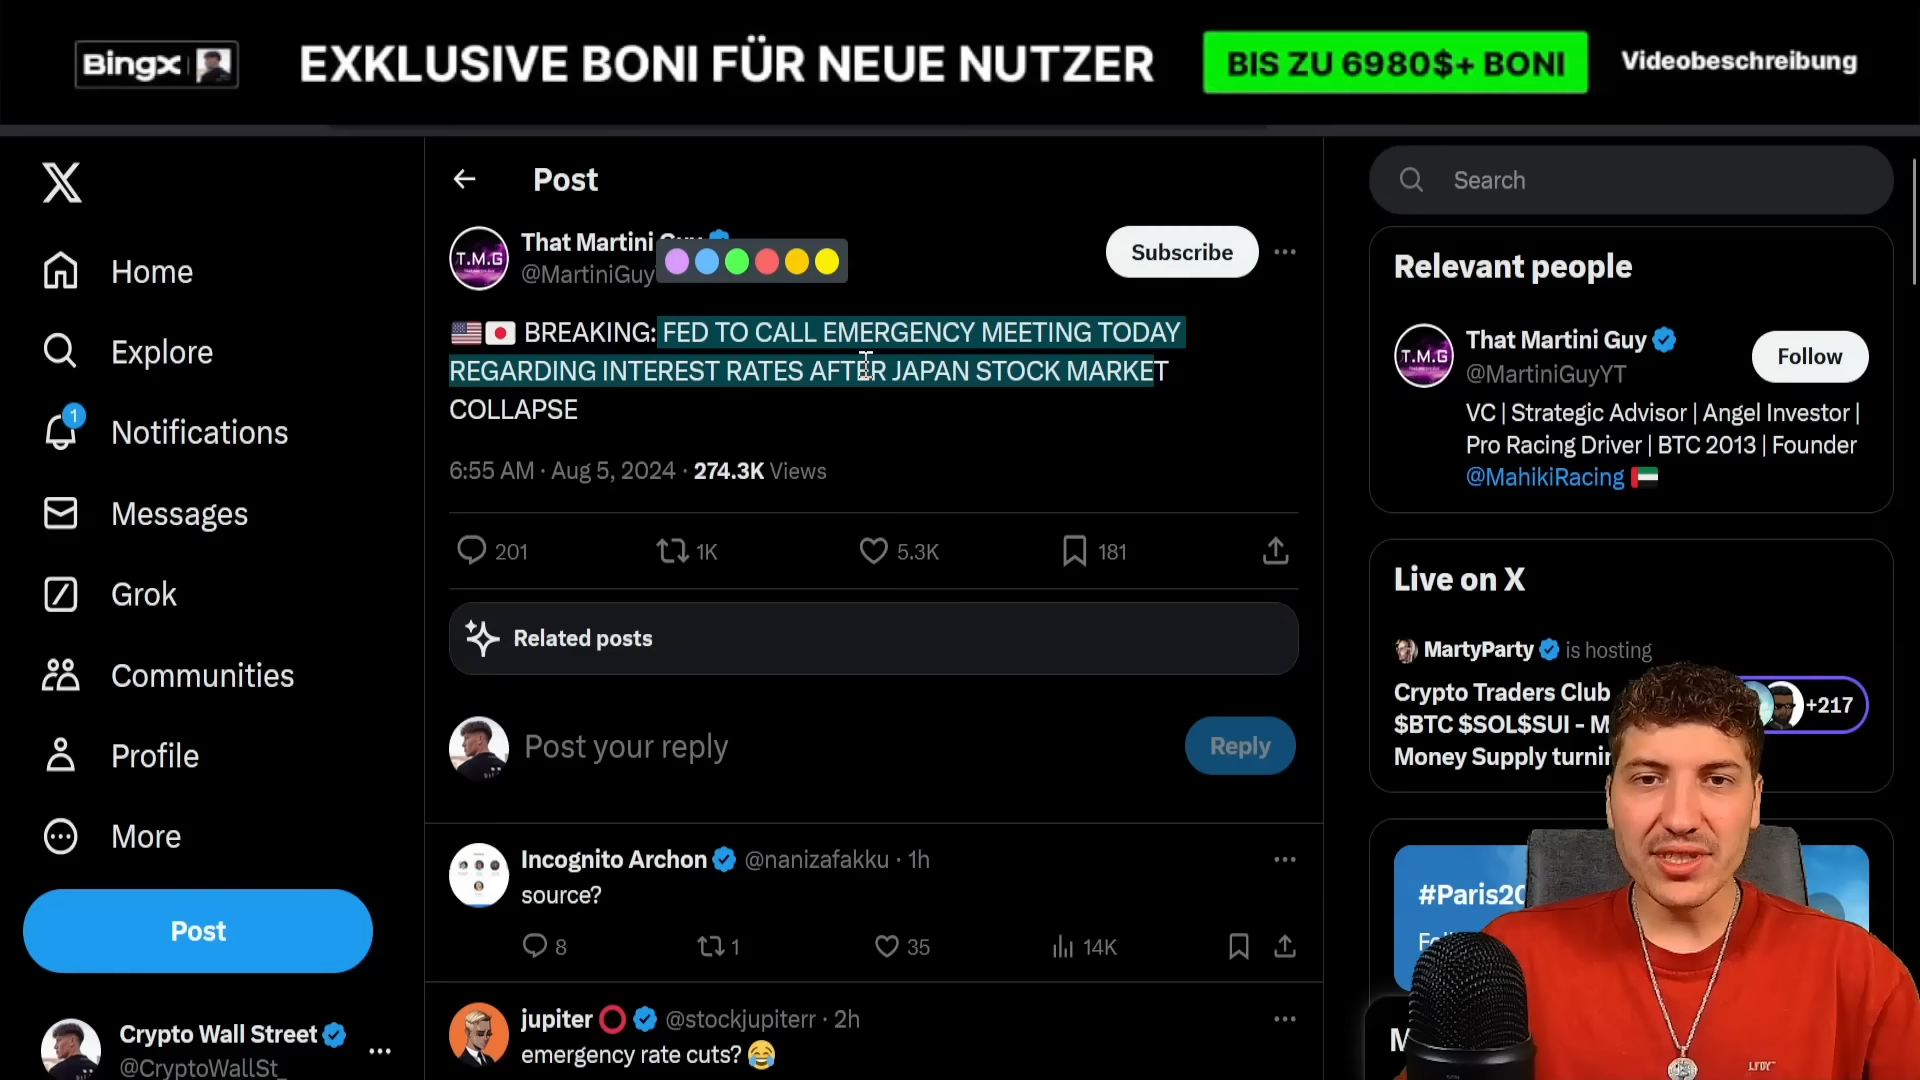 Bingx
EXKLUSIVE BONI FÜR NEUE NUTZER
BIS ZU 6980$+ BONI
Videobeschreibung
Home
Explore
1
Notifications
Messages
Grok
Communities
Profile
More
Post
Crypto Wall Street
@CryptoWallSt_
Post
T.M.G
That Martini Guy
@MartiniGuy
Subscribe
BREAKING: FED TO CALL EMERGENCY MEETING TODAY
REGARDING INTEREST RATES AFTER JAPAN STOCK MARKET
COLLAPSE
6:55 AM · Aug 5, 2024 · 274.3K Views
201
1K
5.3K
181
Related posts
Post your reply
Reply
Incognito Archon @nanizafakku · 1h
source?
8
1
35
14K
jupiter @stockjupiterr · 2h
emergency rate cuts? 😂
Search
Relevant people
T.M.G
That Martini Guy
@MartiniGuyYT
Follow
VC | Strategic Advisor | Angel Investor |
Pro Racing Driver | BTC 2013 | Founder
@MahikiRacing
Live on X
MartyParty is hosting
Crypto Traders Club
$BTC $SOL$SUI - M
Money Supply turnin
+217
#Paris20